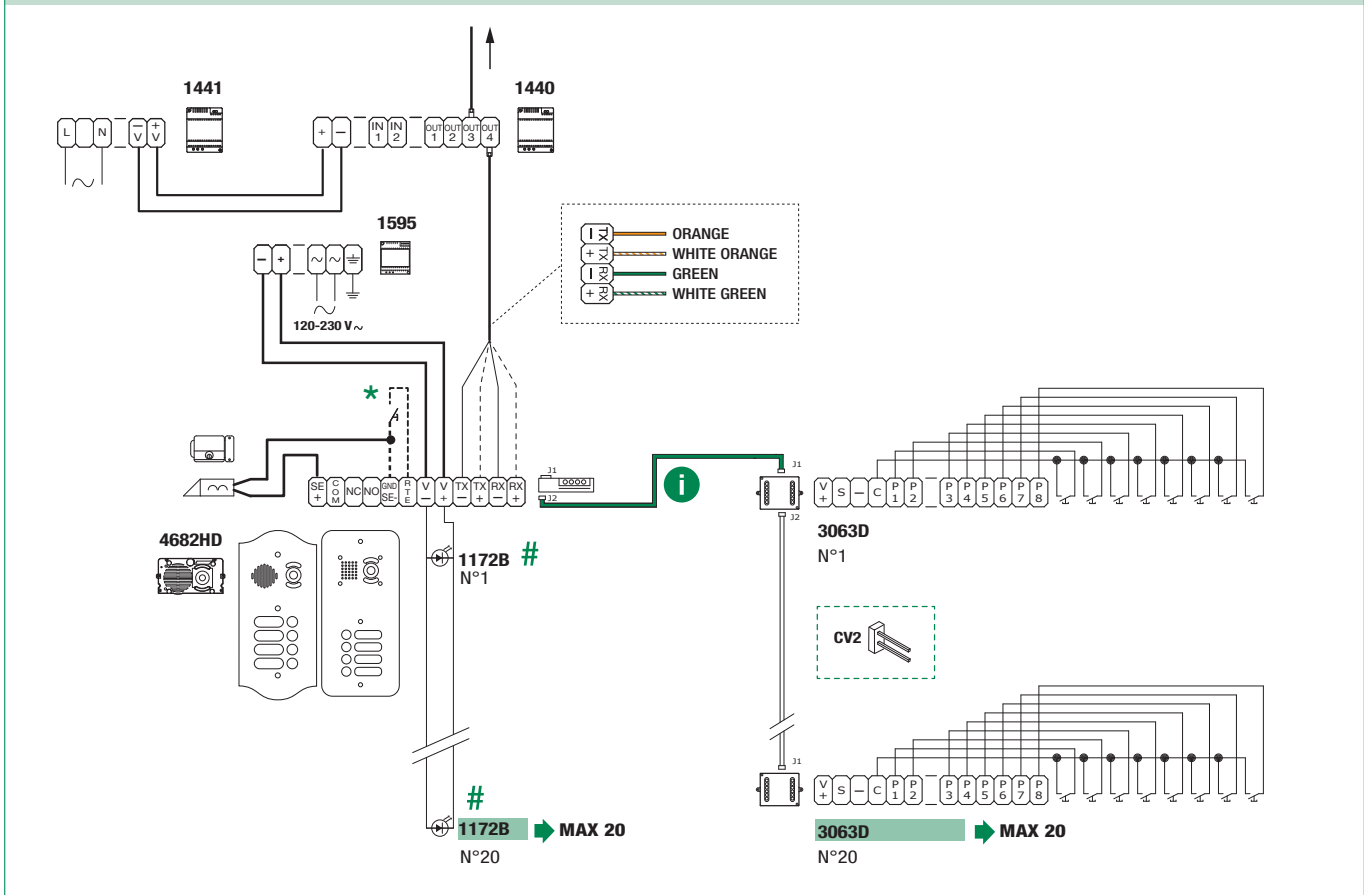 1441
1440
L N − V + V
+ − IN 1 IN 2 OUT 1 OUT 2 OUT 3 OUT 4
1595
− +
120-230 V ~
− TX ORANGE
+ TX WHITE ORANGE
− RX GREEN
+ RX WHITE GREEN
*
SE + COM NC NO GND SE- RTE V − V + TX − TX + RX − RX +
J1
J2
i
J1
J2
V + S − C P 1 P 2 P 3 P 4 P 5 P 6 P 7 P 8
3063D
N°1
4682HD
1172B #
N°1
CV2
J1
V + S − C P 1 P 2 P 3 P 4 P 5 P 6 P 7 P 8
#
1172B MAX 20
N°20
3063D MAX 20
N°20